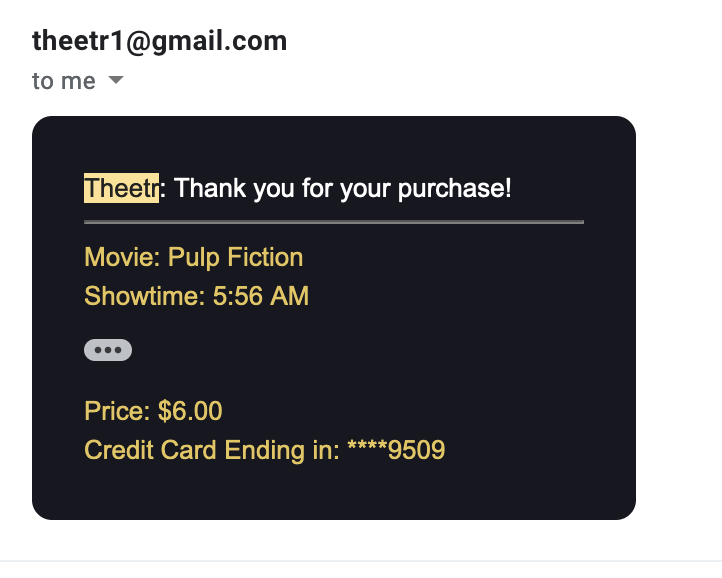 theetr1@gmail.com
to me
Theetr: Thank you for your purchase!
Movie: Pulp Fiction
Showtime: 5:56 AM
•••
Price: $6.00
Credit Card Ending in: ****9509